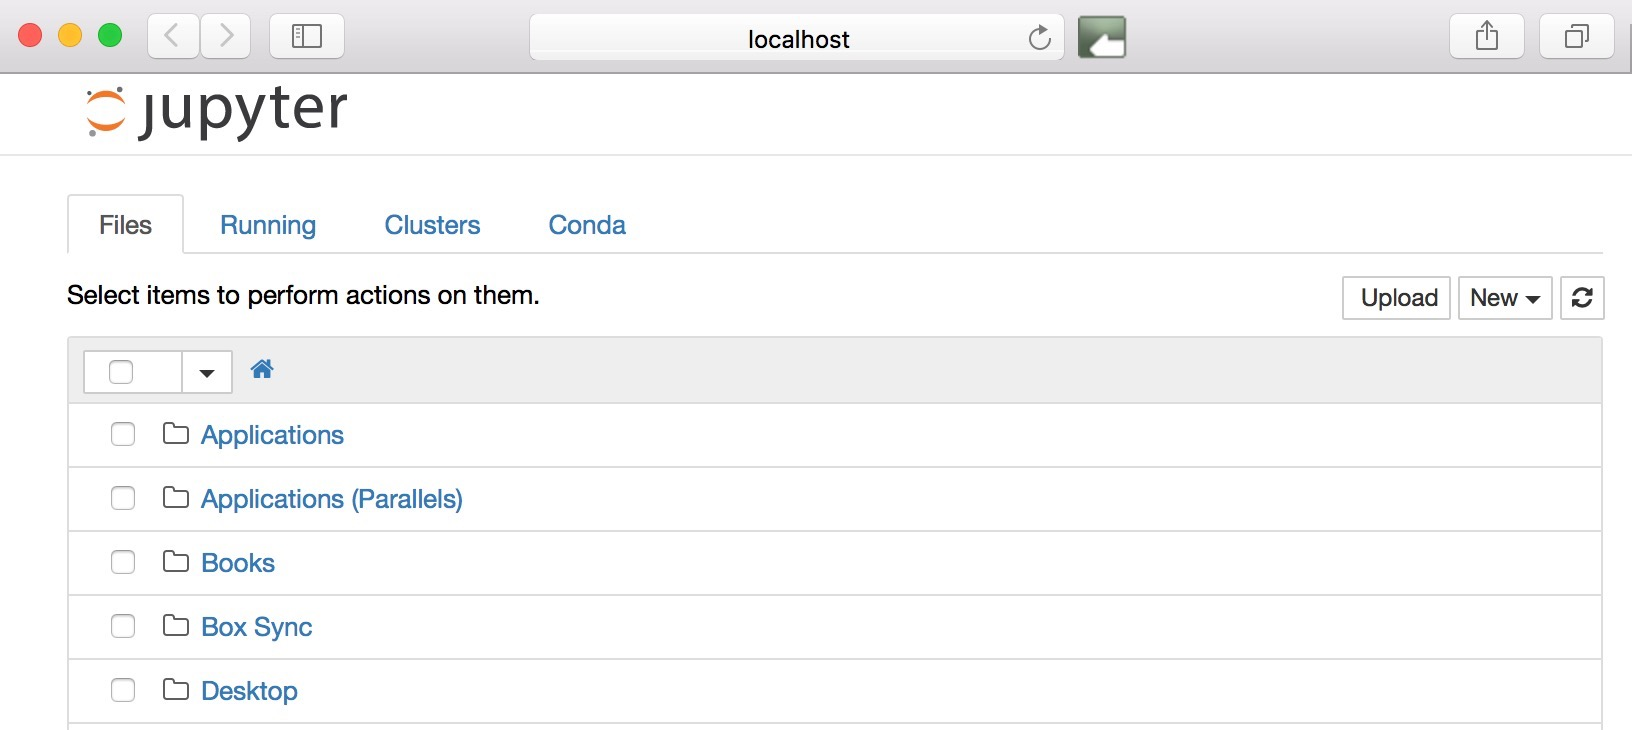 localhost
jupyter
Files Running Clusters Conda
Select items to perform actions on them. Upload New
Applications
Applications (Parallels)
Books
Box Sync
Desktop